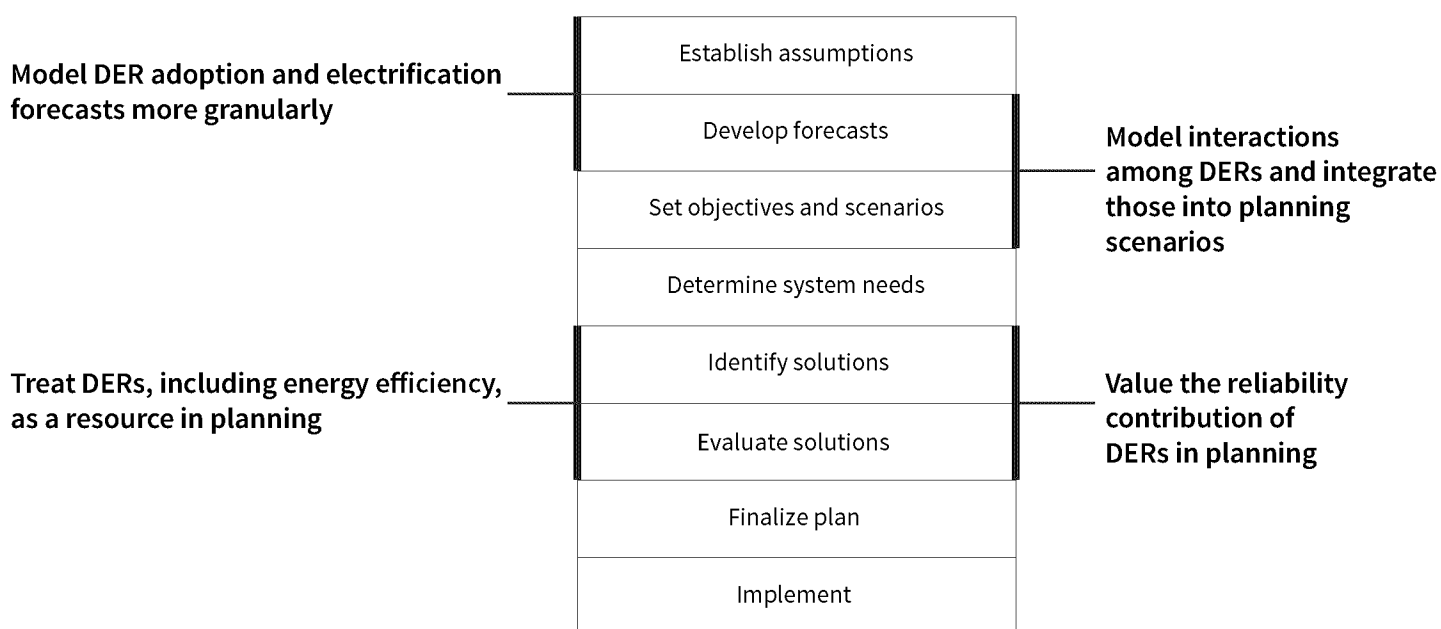 Model DER adoption and electrification
forecasts more granularly
Establish assumptions
Develop forecasts
Set objectives and scenarios
Model interactions
among DERs and integrate
those into planning
scenarios
Determine system needs
Treat DERs, including energy efficiency,
as a resource in planning
Identify solutions
Evaluate solutions
Value the reliability
contribution of
DERs in planning
Finalize plan
Implement